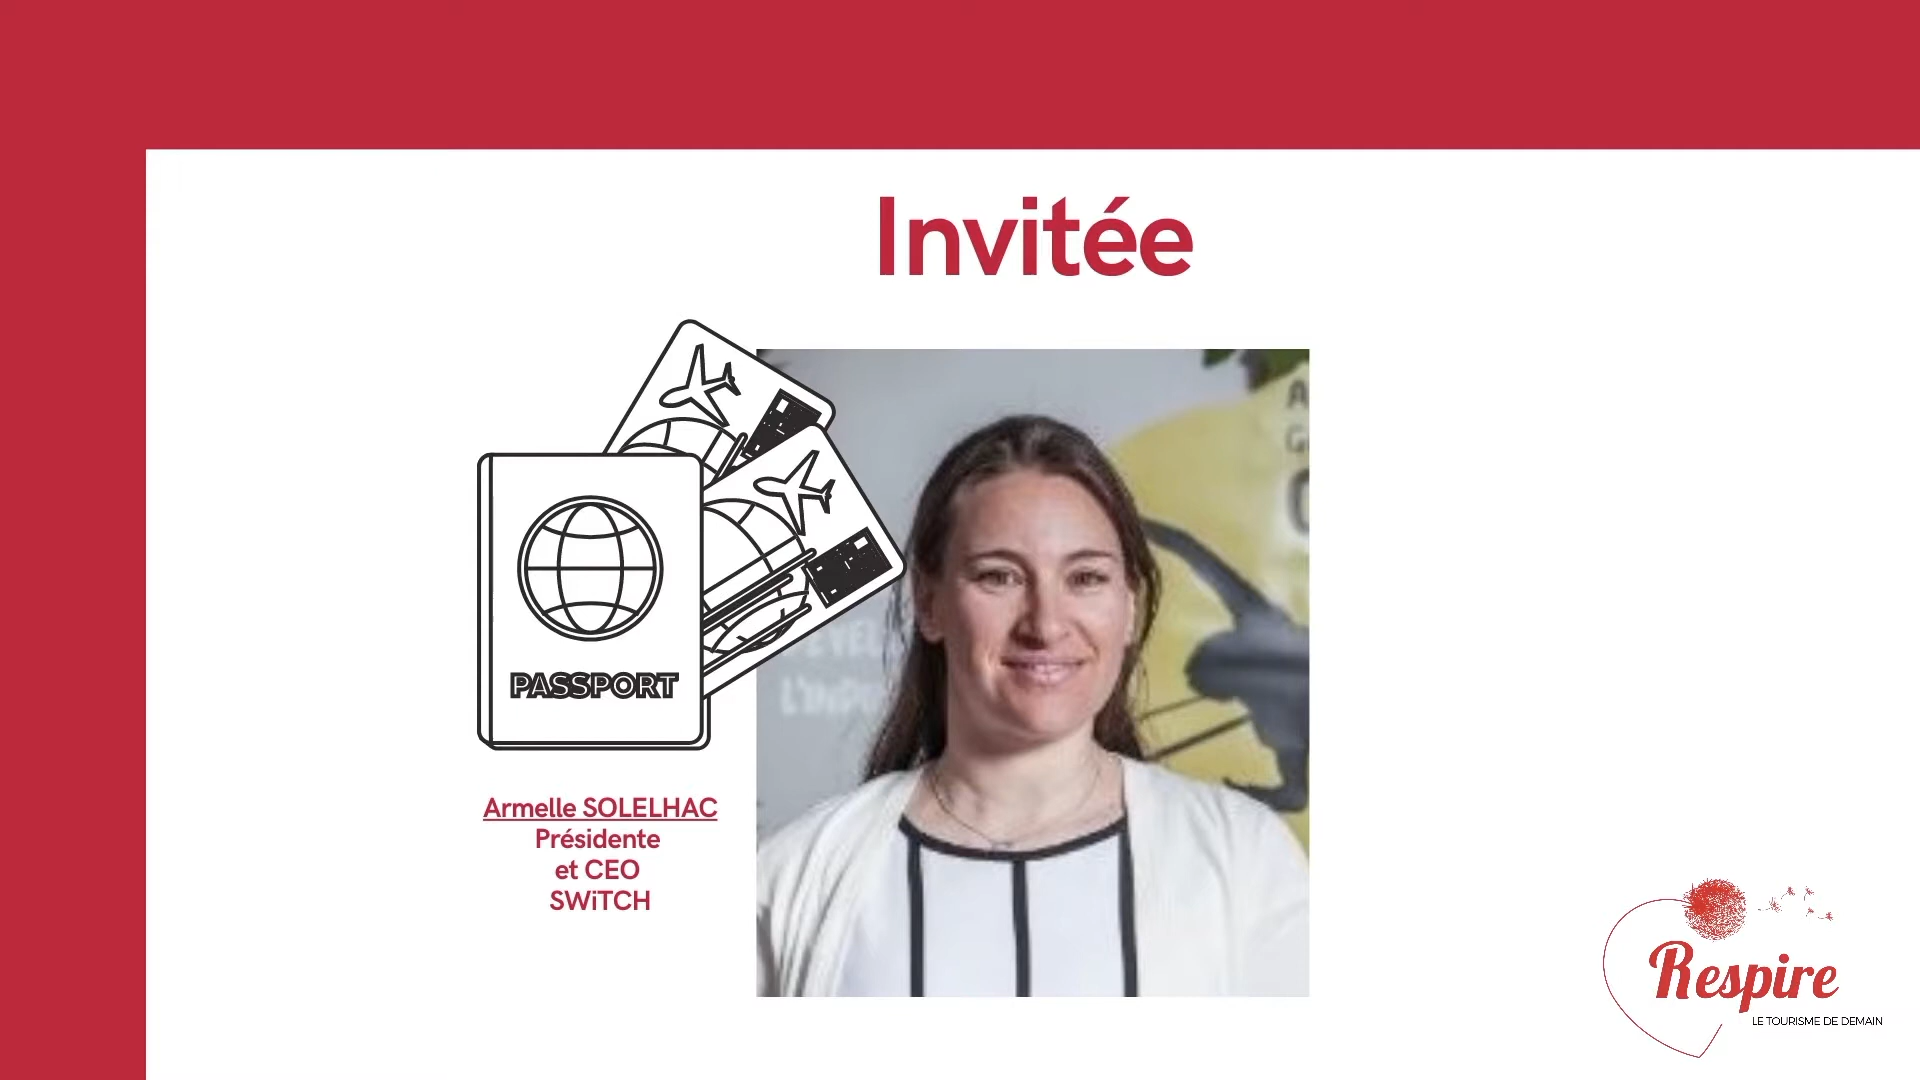 Invitée
PASSPORT
Armelle SOLELHAC
Présidente
et CEO
SWiTCH
Respire
LE TOURISME DE DEMAIN